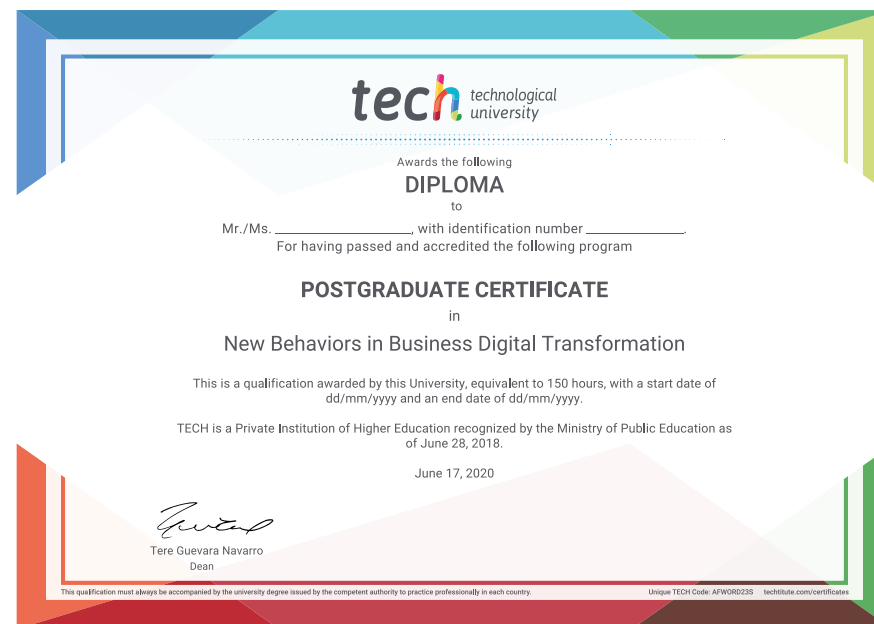 tech technological
university
Awards the following
DIPLOMA
to
Mr./Ms. ____________________, with identification number ______________.
For having passed and accredited the following program
POSTGRADUATE CERTIFICATE
in
New Behaviors in Business Digital Transformation
This is a qualification awarded by this University, equivalent to 150 hours, with a start date of
dd/mm/yyyy and an end date of dd/mm/yyyy.
TECH is a Private Institution of Higher Education recognized by the Ministry of Public Education as
of June 28, 2018.
June 17, 2020
Tere Guevara Navarro
Dean
This qualification must always be accompanied by the university degree issued by the competent authority to practice professionally in each country.
Unique TECH Code: AFWORD23S techtitute.com/certificates